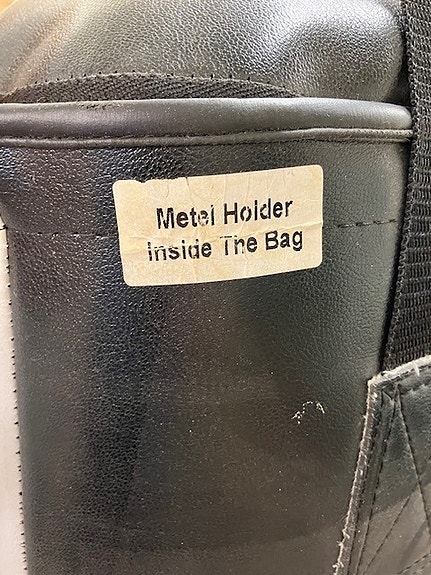 Metel Holder
Inside The Bag